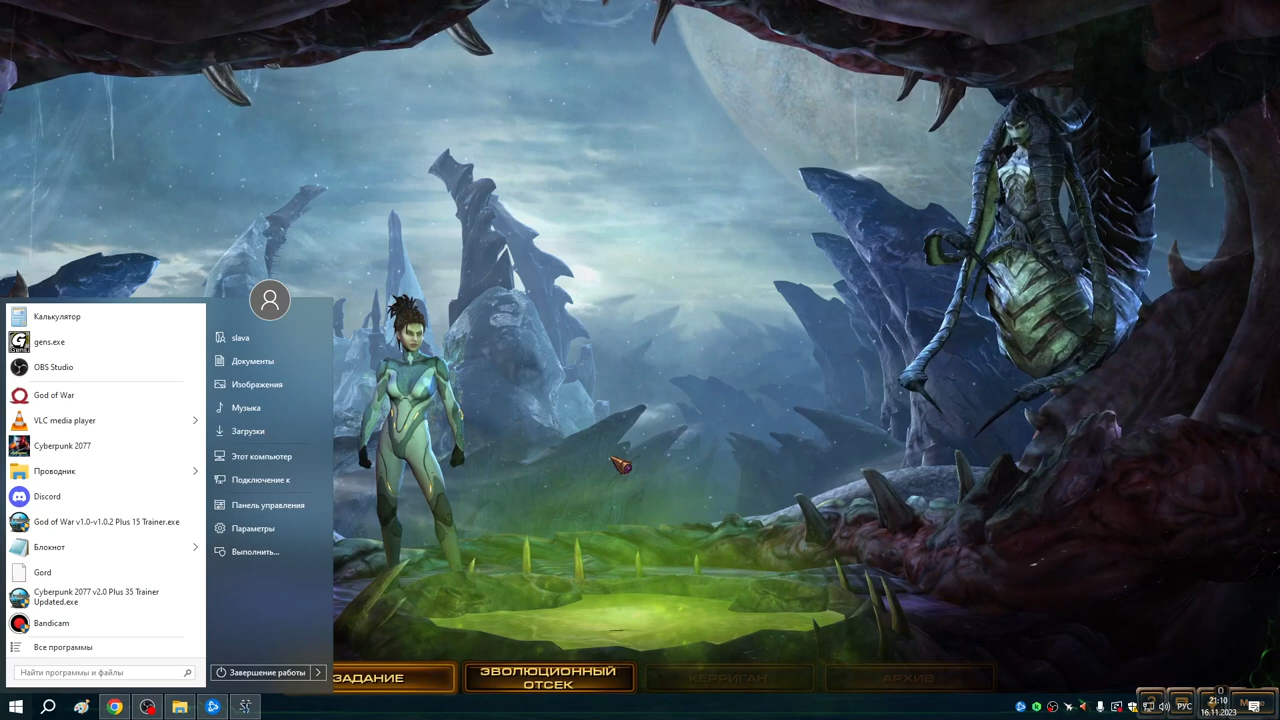 Калькулятор
gens.exe
OBS Studio
God of War
VLC media player
Cyberpunk 2077
Проводник
Discord
God of War v1.0-v1.0.2 Plus 15 Trainer.exe
Блокнот
Gord
Cyberpunk 2077 v2.0 Plus 35 Trainer
Updated.exe
Bandicam
Все программы
Найти программы и файлы
slava
Документы
Изображения
Музыка
Загрузки
Этот компьютер
Подключение к
Панель управления
Параметры
Выполнить...
Завершение работы
ЗАДАНИЕ
ЭВОЛЮЦИОННЫЙ
ОТСЕК
КЕРРИГАН
АРХИВ
РУС
0
21:10
16.11.2023